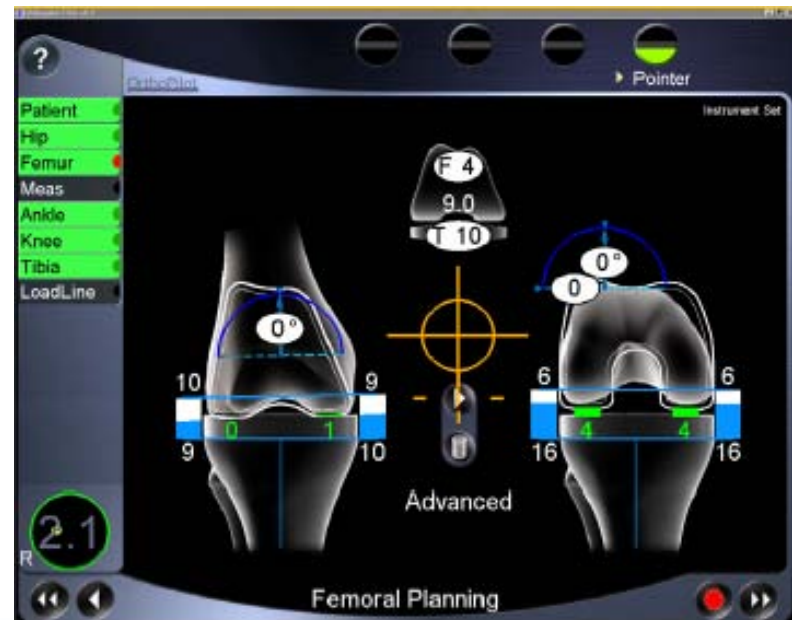 ?
OrthoPilot
Pointer
Instrument Set
Patient
Hip
Femur
Meas
Ankle
Knee
Tibia
LoadLine
F 4
9.0
T 10
0°
10
9
0
1
9
10
0°
0
6
6
4
4
16
16
Advanced
2.1
R
Femoral Planning